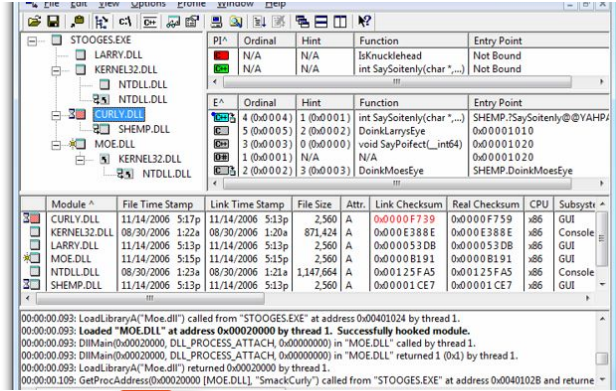 File Edit View Options Profile Window Help
STOOGES.EXE
LARRY.DLL
KERNEL32.DLL
NTDLL.DLL
NTDLL.DLL
CURLY.DLL
SHEMP.DLL
MOE.DLL
KERNEL32.DLL
NTDLL.DLL
PI^ Ordinal Hint Function Entry Point
N/A N/A IsKnucklehead Not Bound
C++ N/A N/A int SaySoitenly(char *,...) Not Bound
E^ Ordinal Hint Function Entry Point
C++ 4 (0x0004) 1 (0x0001) int SaySoitenly(char *,...) SHEMP.?SaySoitenly@@YAHPA
C 5 (0x0005) 2 (0x0002) DoinkLarrysEye 0x00001010
C++ 3 (0x0003) 0 (0x0000) void SayPoifect(__int64) 0x00001020
O# 1 (0x0001) N/A N/A 0x00001020
C 2 (0x0002) 3 (0x0003) DoinkMoesEye SHEMP.DoinkMoesEye
Module ^ File Time Stamp Link Time Stamp File Size Attr. Link Checksum Real Checksum CPU Subsyste
CURLY.DLL 11/14/2006 5:17p 11/14/2006 5:13p 2,560 A 0x0000F739 0x0000F759 x86 GUI
KERNEL32.DLL 08/30/2006 1:22a 08/30/2006 1:20a 871,424 A 0x000E388E 0x000E388E x86 Console
LARRY.DLL 11/14/2006 5:13p 11/14/2006 5:13p 2,560 A 0x000053DB 0x000053DB x86 GUI
MOE.DLL 11/14/2006 5:15p 11/14/2006 5:13p 2,560 A 0x0000B191 0x0000B191 x86 GUI
NTDLL.DLL 08/30/2006 1:23a 08/30/2006 1:21a 1,147,664 A 0x00125FA5 0x00125FA5 x86 Console
SHEMP.DLL 11/14/2006 5:13p 11/14/2006 5:13p 2,560 A 0x00001CE7 0x00001CE7 x86 GUI
00:00:00.093: LoadLibraryA("Moe.dll") called from "STOOGES.EXE" at address 0x00401024 by thread 1.
00:00:00.093: Loaded "MOE.DLL" at address 0x00020000 by thread 1. Successfully hooked module.
00:00:00.093: DllMain(0x00020000, DLL_PROCESS_ATTACH, 0x00000000) in "MOE.DLL" called by thread 1.
00:00:00.093: DllMain(0x00020000, DLL_PROCESS_ATTACH, 0x00000000) in "MOE.DLL" returned 1 (0x1) by thread 1.
00:00:00.093: LoadLibraryA("Moe.dll") returned 0x00020000 by thread 1.
00:00:00.109: GetProcAddress(0x00020000 [MOE.DLL], "SmackCurly") called from "STOOGES.EXE" at address 0x0040102B and returne